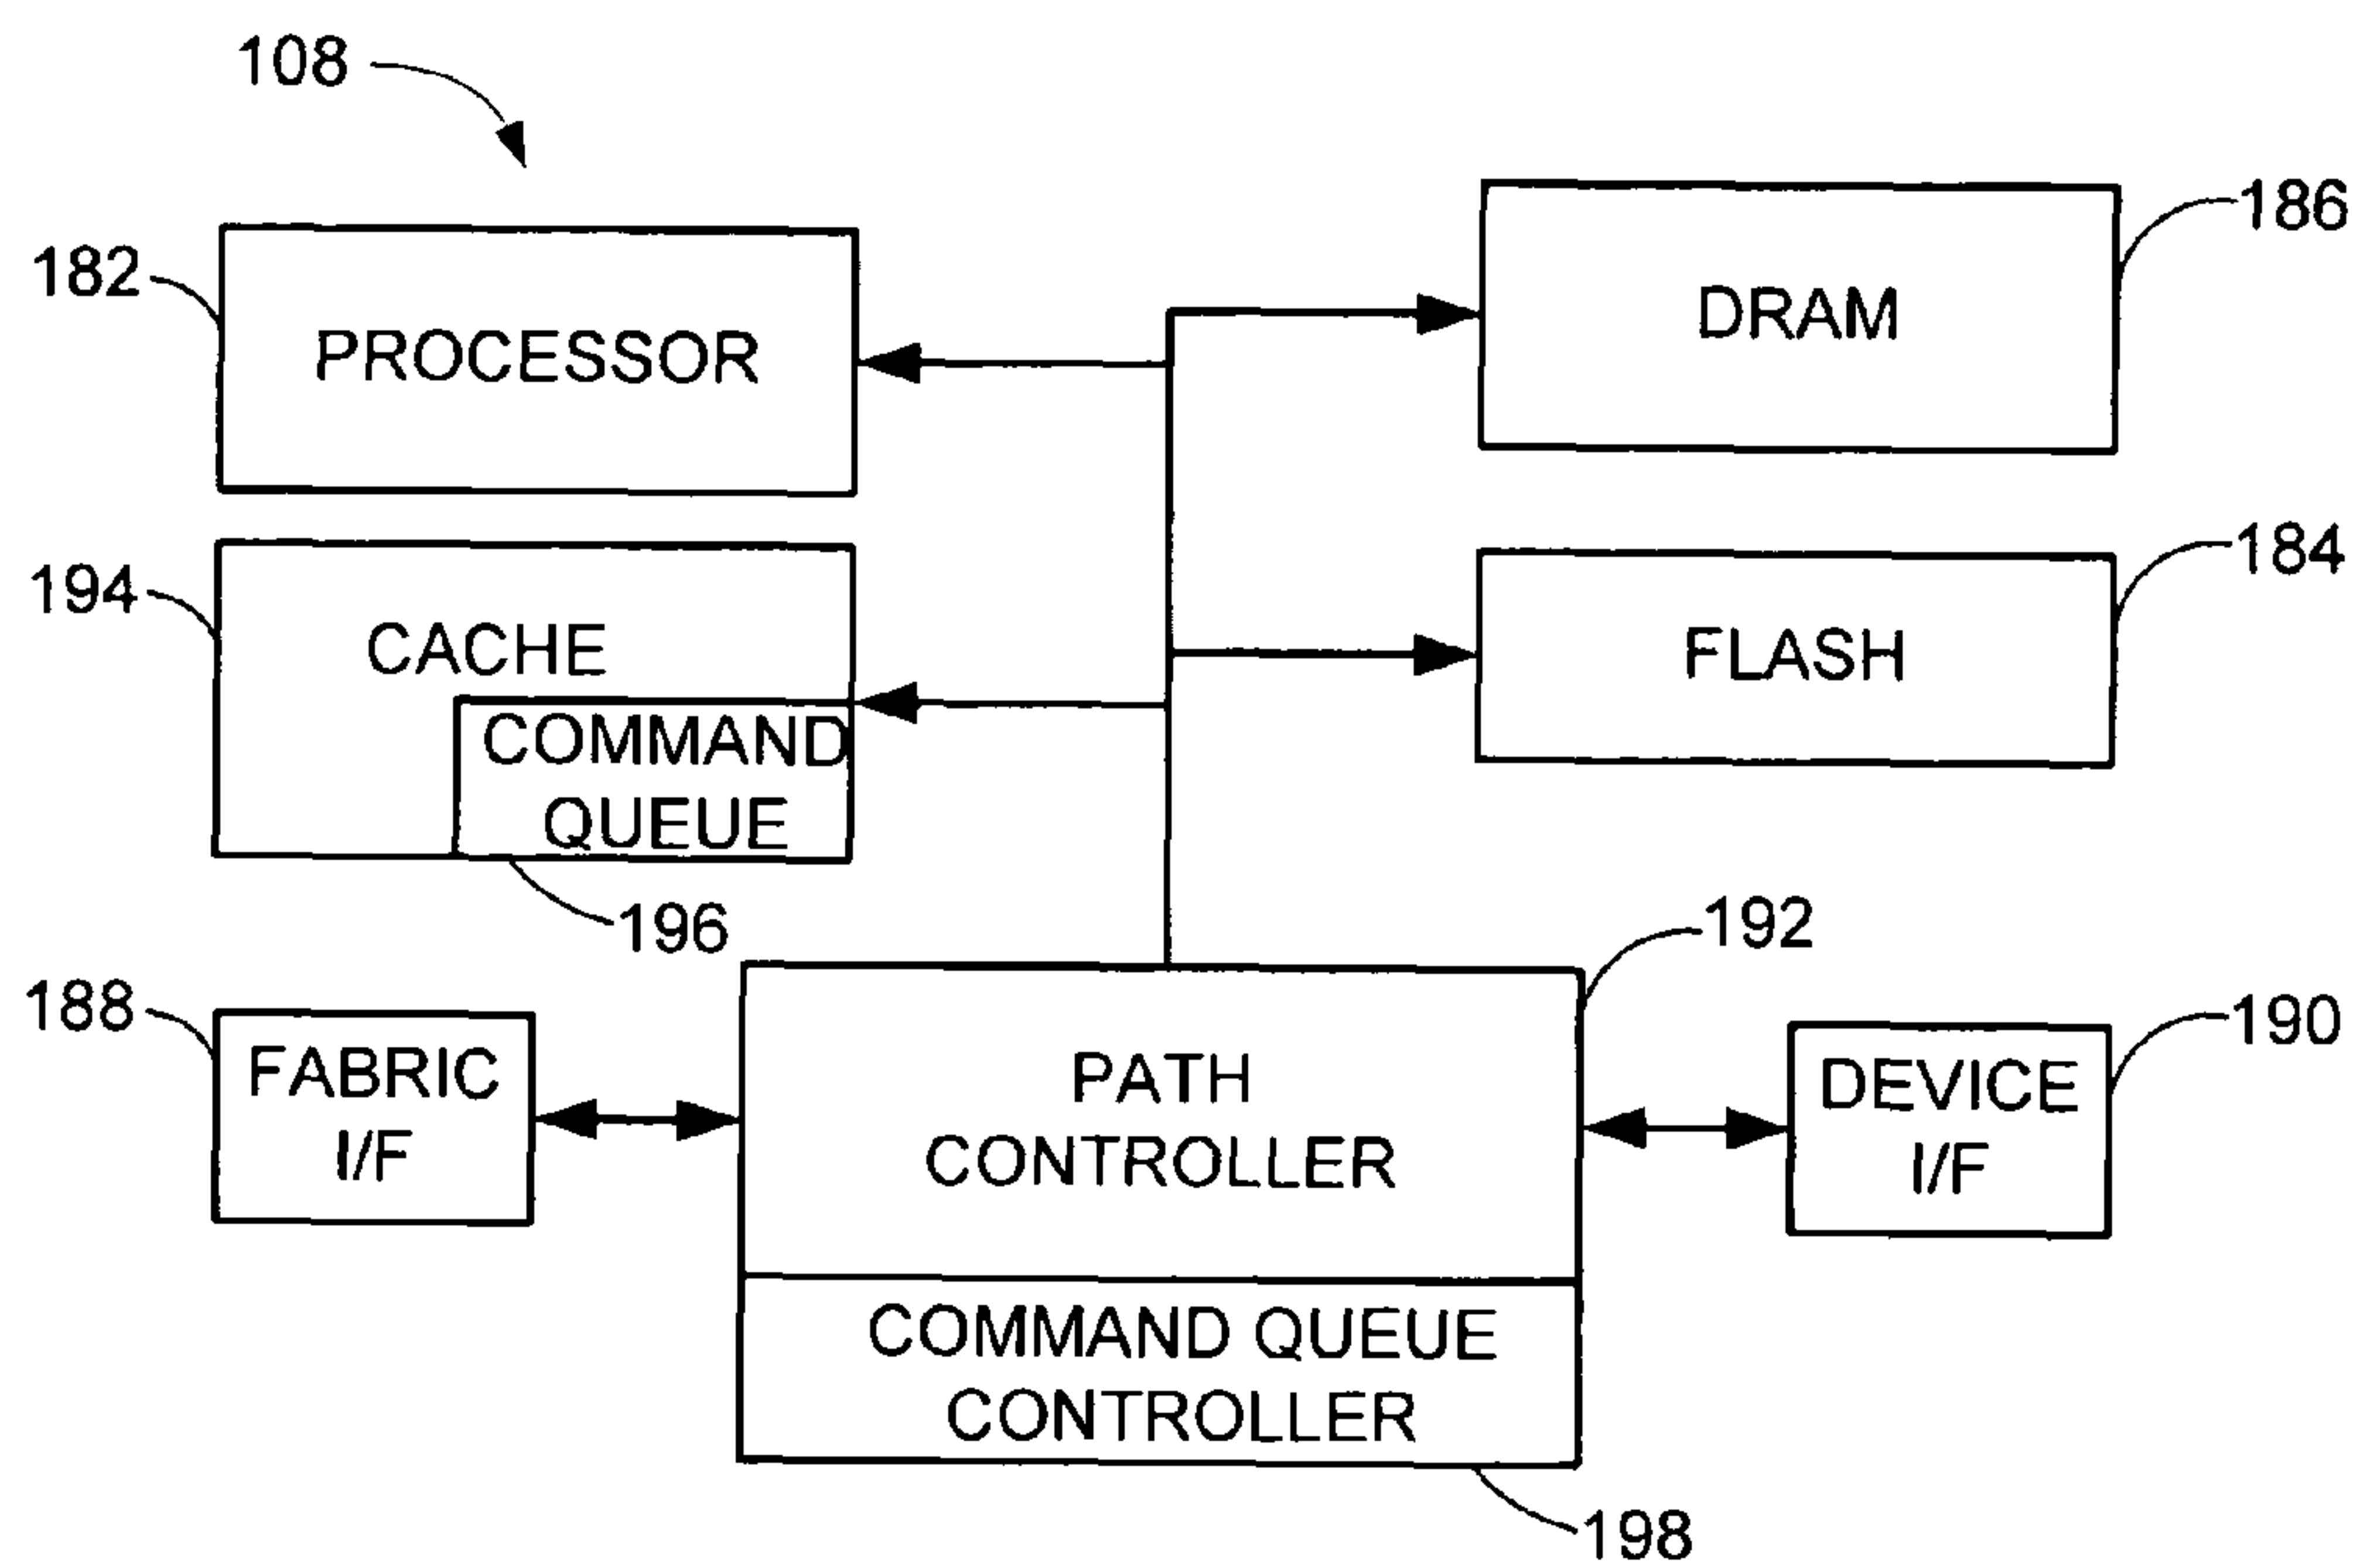 108
186
182
PROCESSOR
DRAM
184
194
CACHE
FLASH
COMMAND
QUEUE
196
192
188
FABRIC
I/F
PATH
CONTROLLER
190
DEVICE
I/F
COMMAND QUEUE
CONTROLLER
198